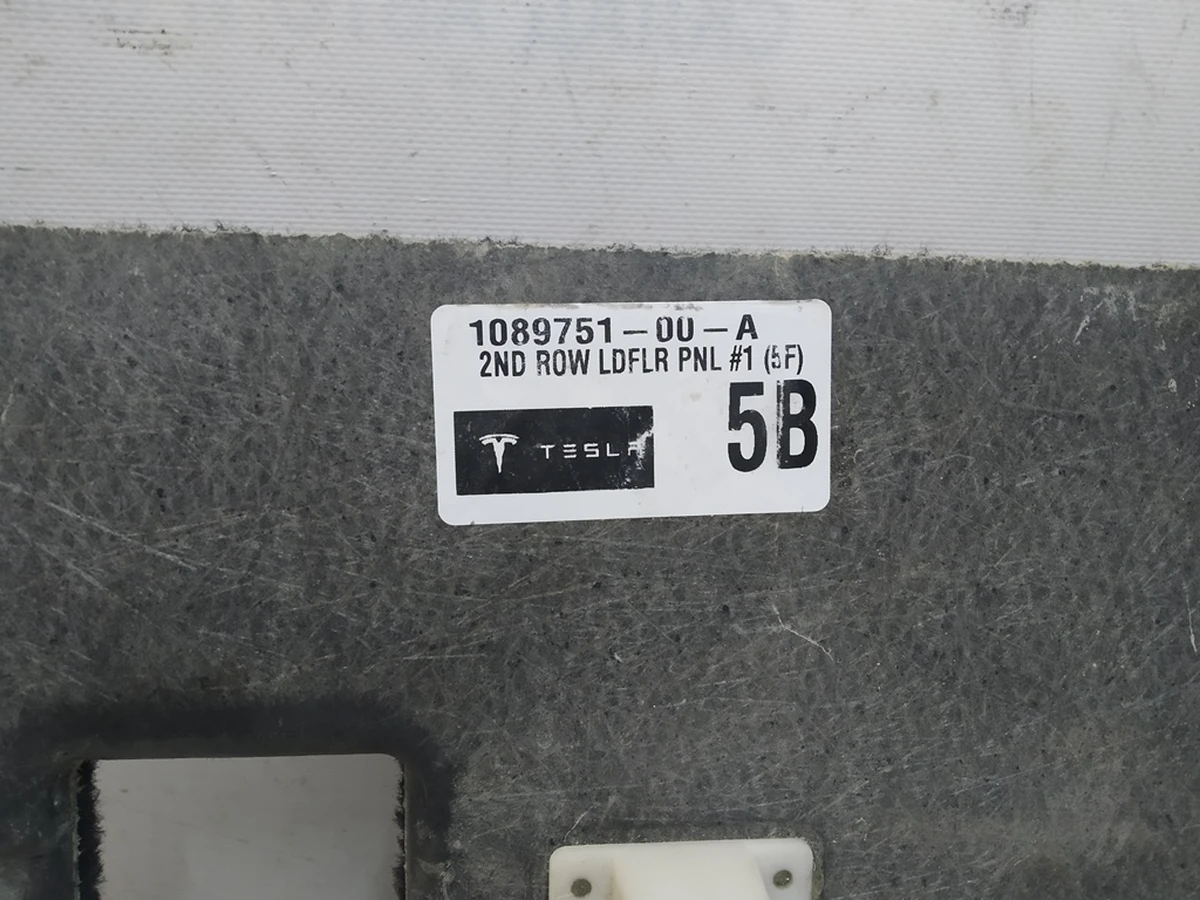 1089751-00-A
2ND ROW LDFLR PNL #1 (5F)
5B
TESLA